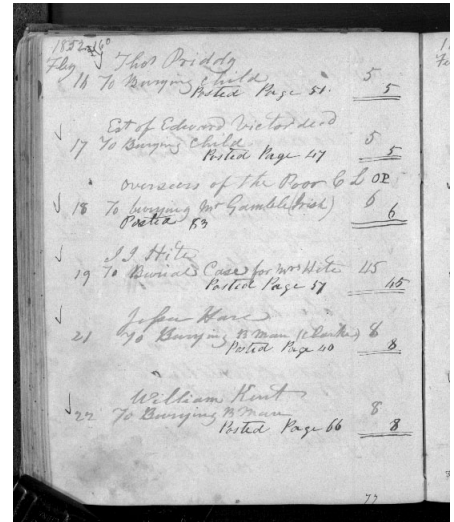 1852
Feby Thos Priddy
18 To Burying Child 5
Posted Page 51. 5
Est of Edward Victor decd
17 To Burying Child 5
Posted Page 47 5
overseers of the Poor C L OP
18 To burying Mr Gamble (Irish) 6
Posted 83 6
J J Hite
19 To Burial Case for Mrs Hite 45
Posted Page 57 45
Hare
21 To Burying B Man 8
Posted Page 40 8
William Kent
22 To Burying B Man 8
Posted Page 66 8
77